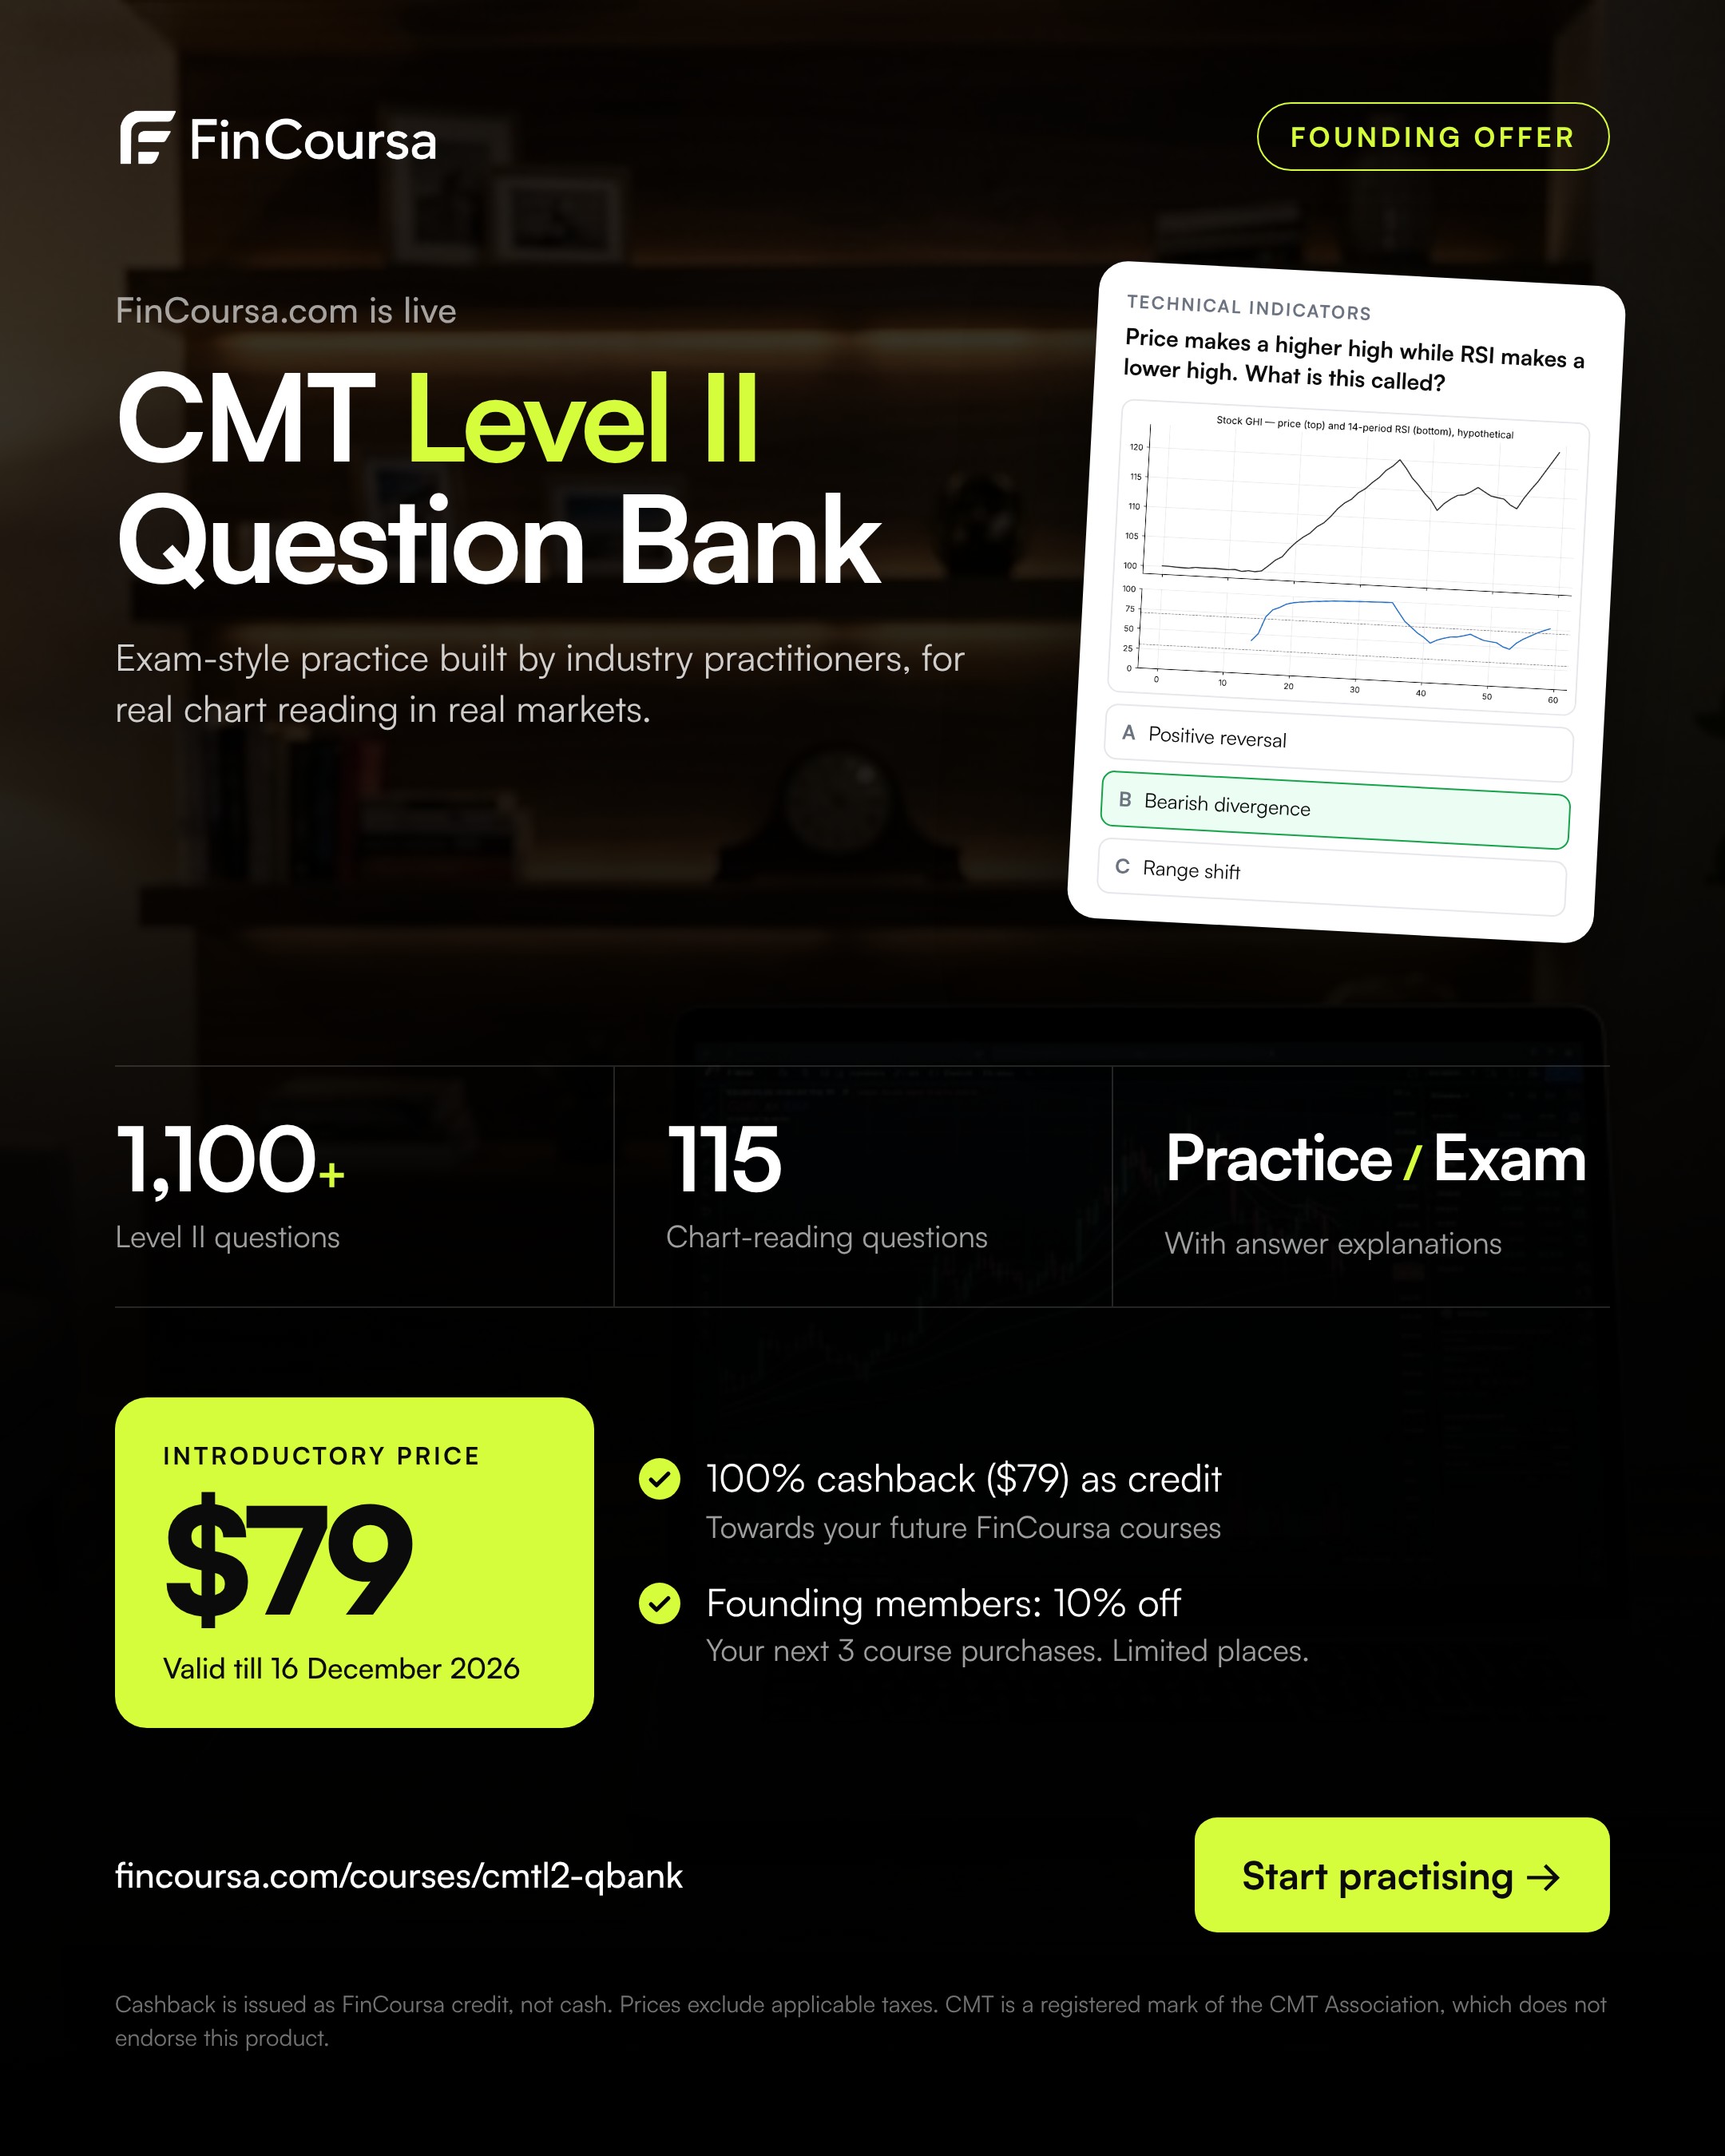 FinCoursa
FOUNDING OFFER
FinCoursa.com is live
CMT Level II
Question Bank
Exam-style practice built by industry practitioners, for
real chart reading in real markets.
TECHNICAL INDICATORS
Price makes a higher high while RSI makes a
lower high. What is this called?
Stock GHI — price (top) and 14-period RSI (bottom), hypothetical
120
115
110
105
100
100
75
50
25
0
0 10 20 30 40 50 60
A Positive reversal
B Bearish divergence
C Range shift
1,100+
Level II questions
115
Chart-reading questions
Practice / Exam
With answer explanations
INTRODUCTORY PRICE
$79
Valid till 16 December 2026
100% cashback ($79) as credit
Towards your future FinCoursa courses
Founding members: 10% off
Your next 3 course purchases. Limited places.
fincoursa.com/courses/cmtl2-qbank
Start practising →
Cashback is issued as FinCoursa credit, not cash. Prices exclude applicable taxes. CMT is a registered mark of the CMT Association, which does not
endorse this product.